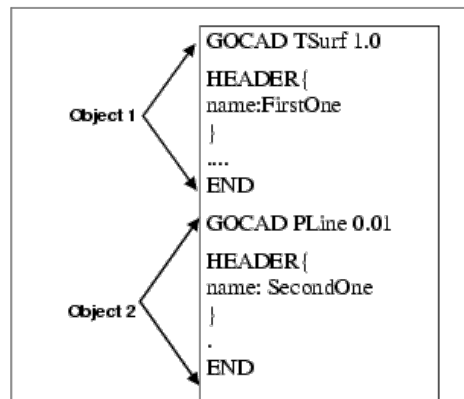 GOCAD TSurf 1.0
HEADER{
name:FirstOne
}
....
END
Object 1
GOCAD PLine 0.01
HEADER{
name: SecondOne
}
.
END
Object 2